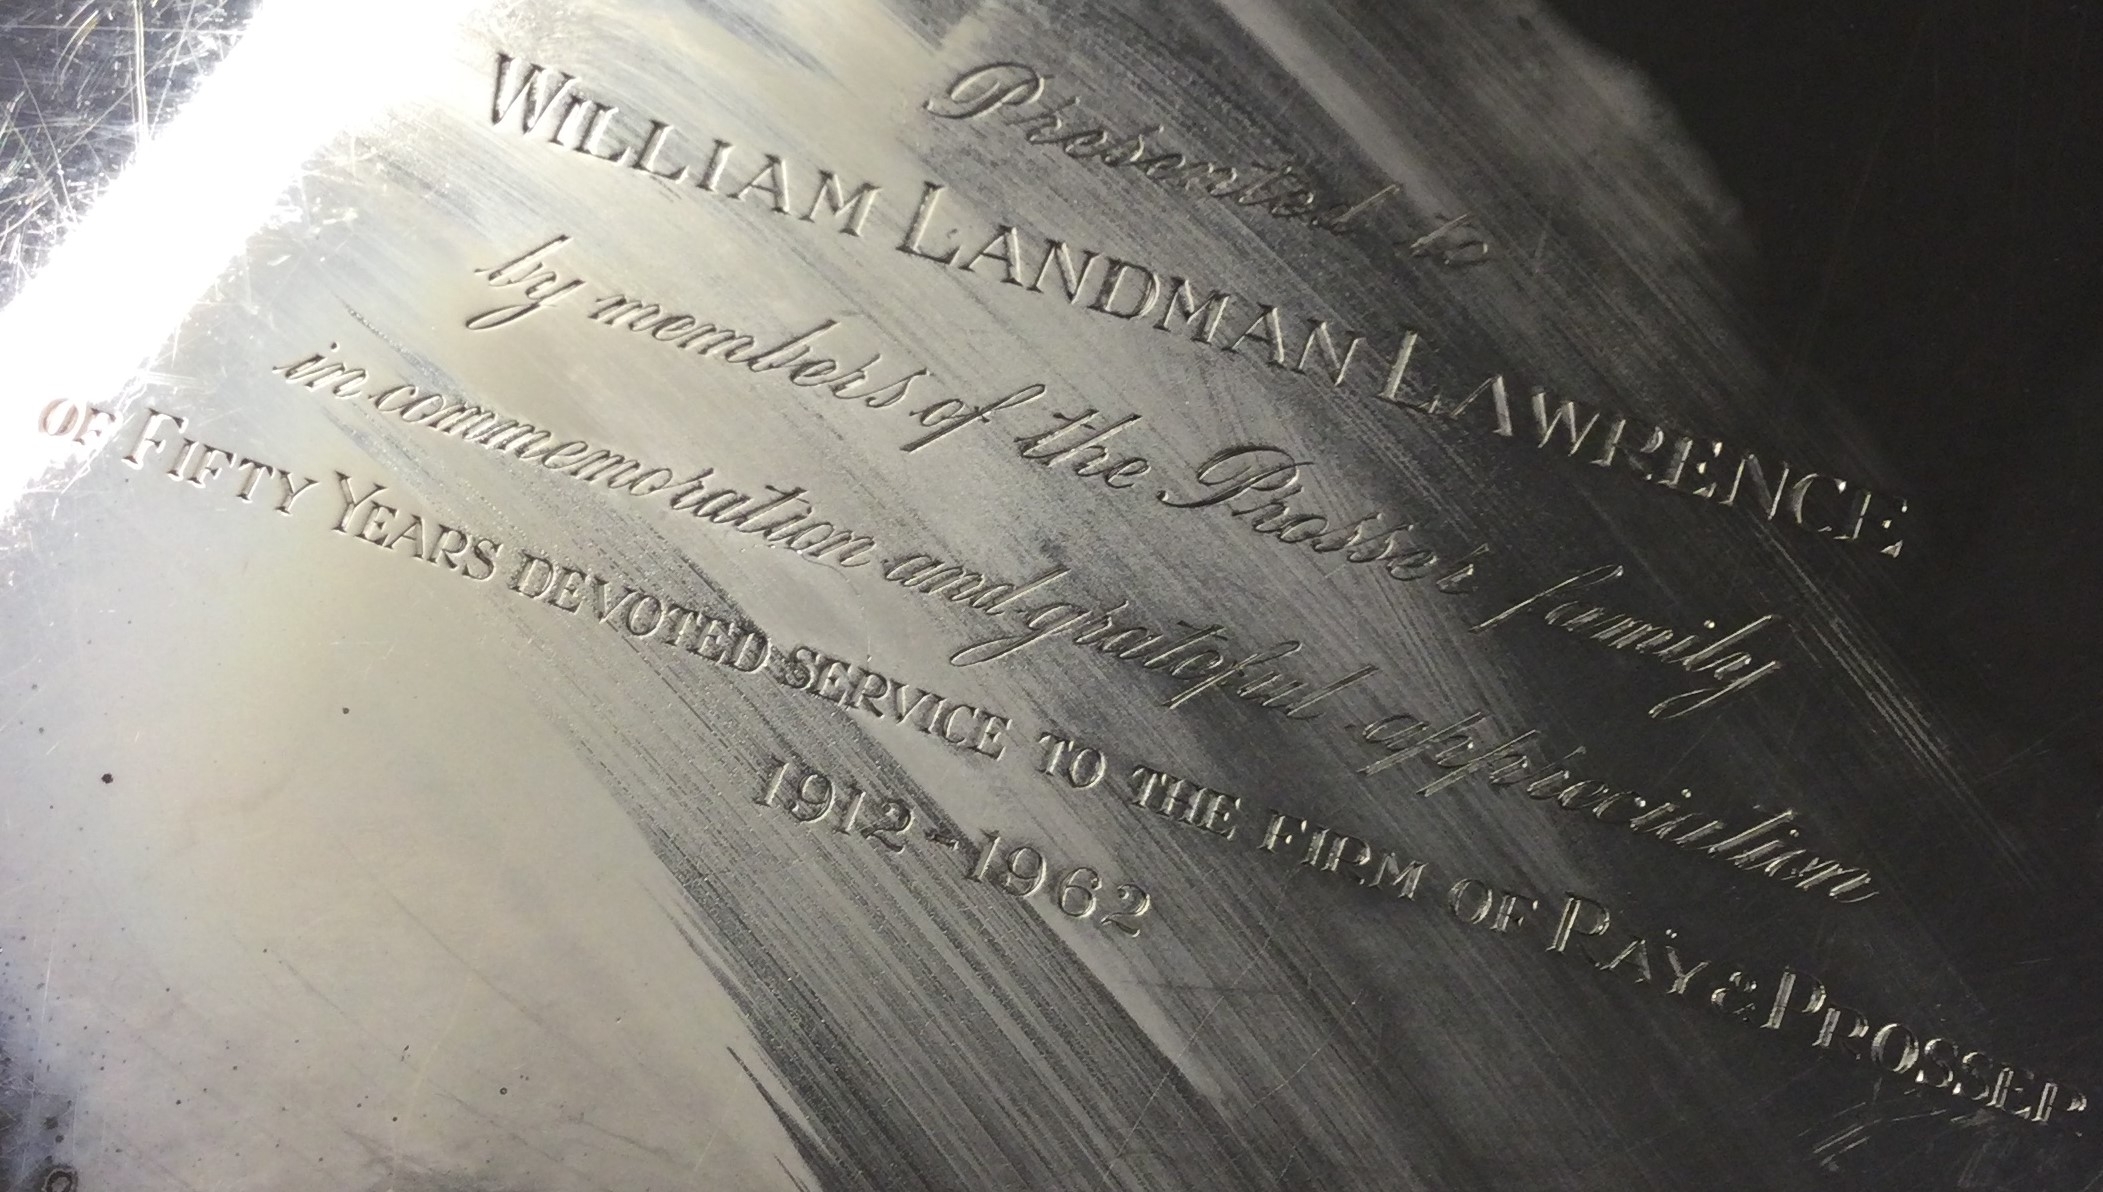 Presented to
WILLIAM LANDMAN LAWRENCE
by members of the Prosser family
in commemoration and grateful appreciation
OF FIFTY YEARS DEVOTED SERVICE TO THE FIRM OF RAY & PROSSER
1912-1962